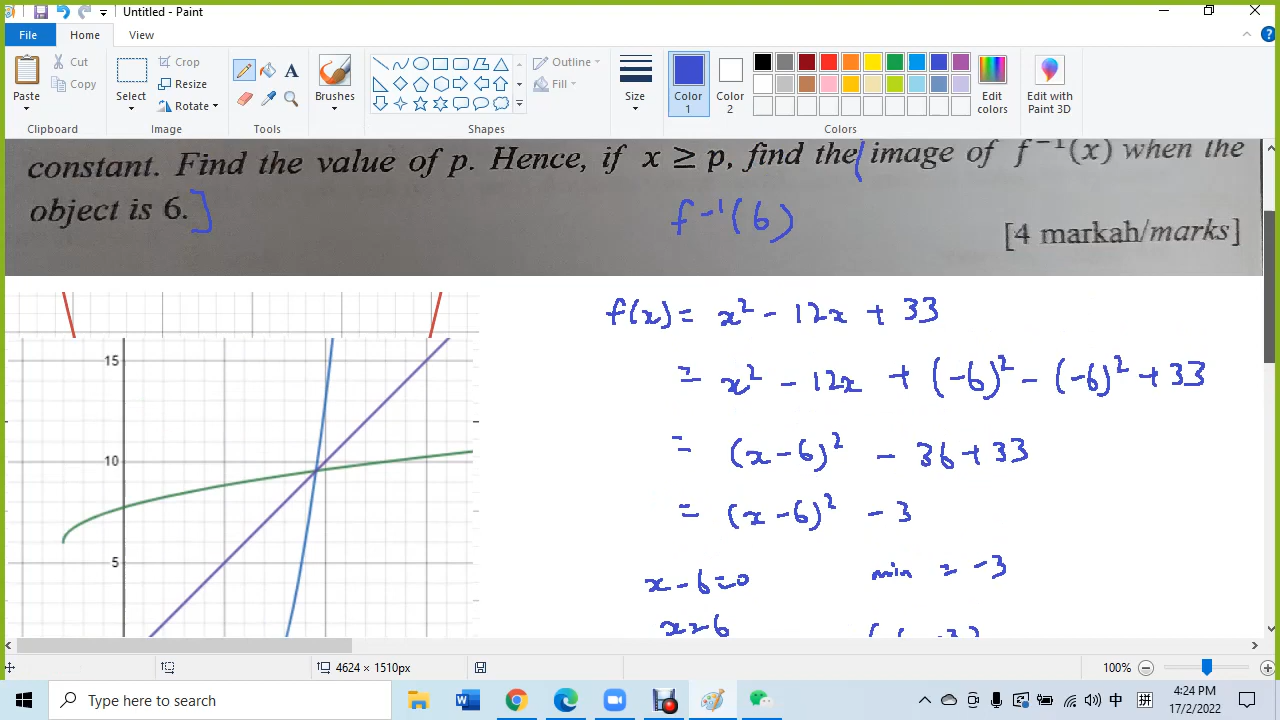 Untitled - Paint
File Home View
Paste Cut Copy Clipboard
Select Crop Resize Rotate Image
A Tools
Brushes
Outline Fill Shapes
Size
Color 1 Color 2 Edit colors Colors
Edit with Paint 3D
constant. Find the value of p. Hence, if x ≥ p, find the image of f⁻¹(x) when the
object is 6.
f⁻¹(6)
[4 markah/marks]
f(x) = x² - 12x + 33
15
= x² - 12x + (-6)² - (-6)² + 33
10
= (x-6)² - 36 + 33
= (x-6)² - 3
5
x-6=0
min = -3
4624 × 1510px
100%
Type here to search
中 拼
4:24 PM
17/2/2022